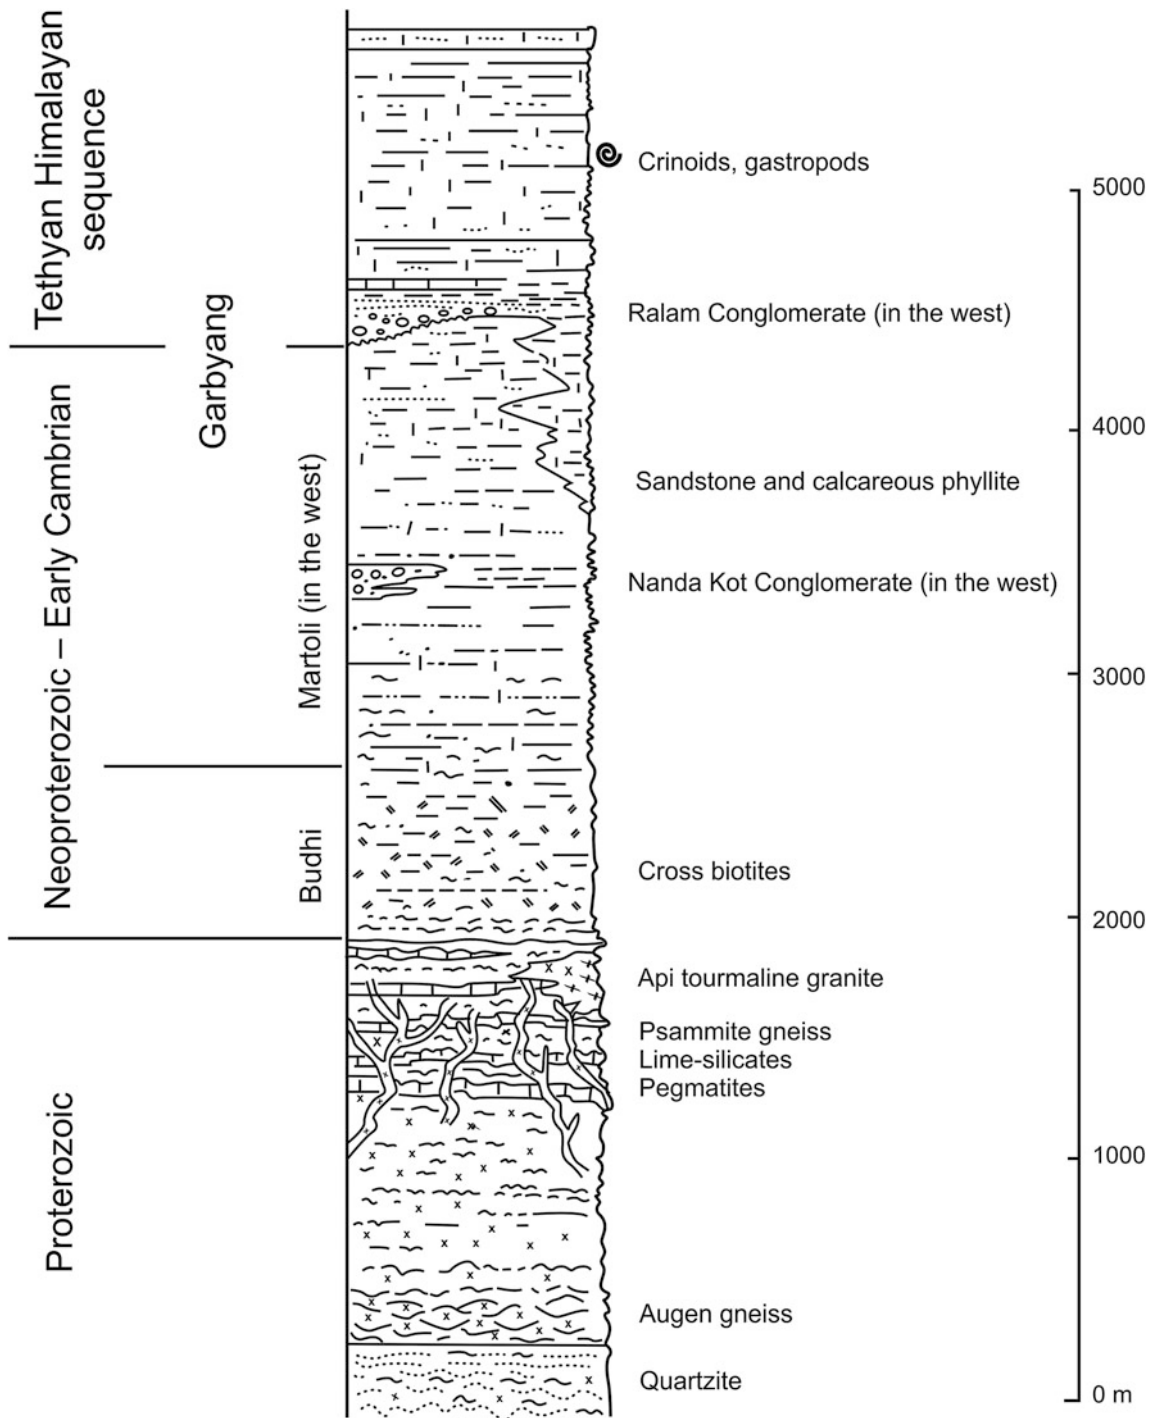 Tethyan Himalayan
sequence
Garbyang
Neoproterozoic – Early Cambrian
Martoli (in the west)
Budhi
Proterozoic
Crinoids, gastropods
Ralam Conglomerate (in the west)
Sandstone and calcareous phyllite
Nanda Kot Conglomerate (in the west)
Cross biotites
Api tourmaline granite
Psammite gneiss
Lime-silicates
Pegmatites
Augen gneiss
Quartzite
5000
4000
3000
2000
1000
0 m